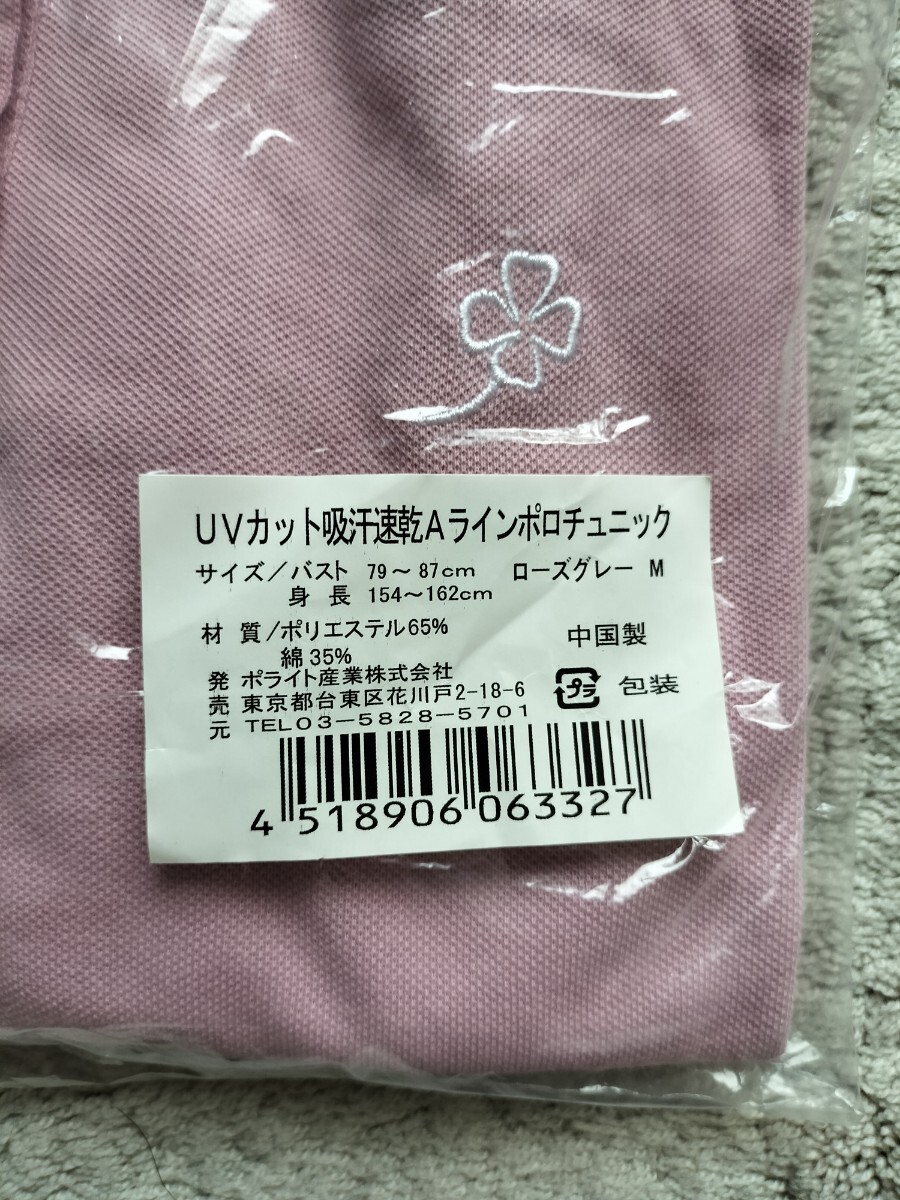 UVカット吸汗速乾Aラインポロチュニック
サイズ/バスト 79~87cm ローズグレー M
身長 154~162cm
材質/ポリエステル65% 中国製
綿35%
発売元 ポライト産業株式会社
東京都台東区花川戸2-18-6
TEL03-5828-5701
プラ 包装
4518906063327